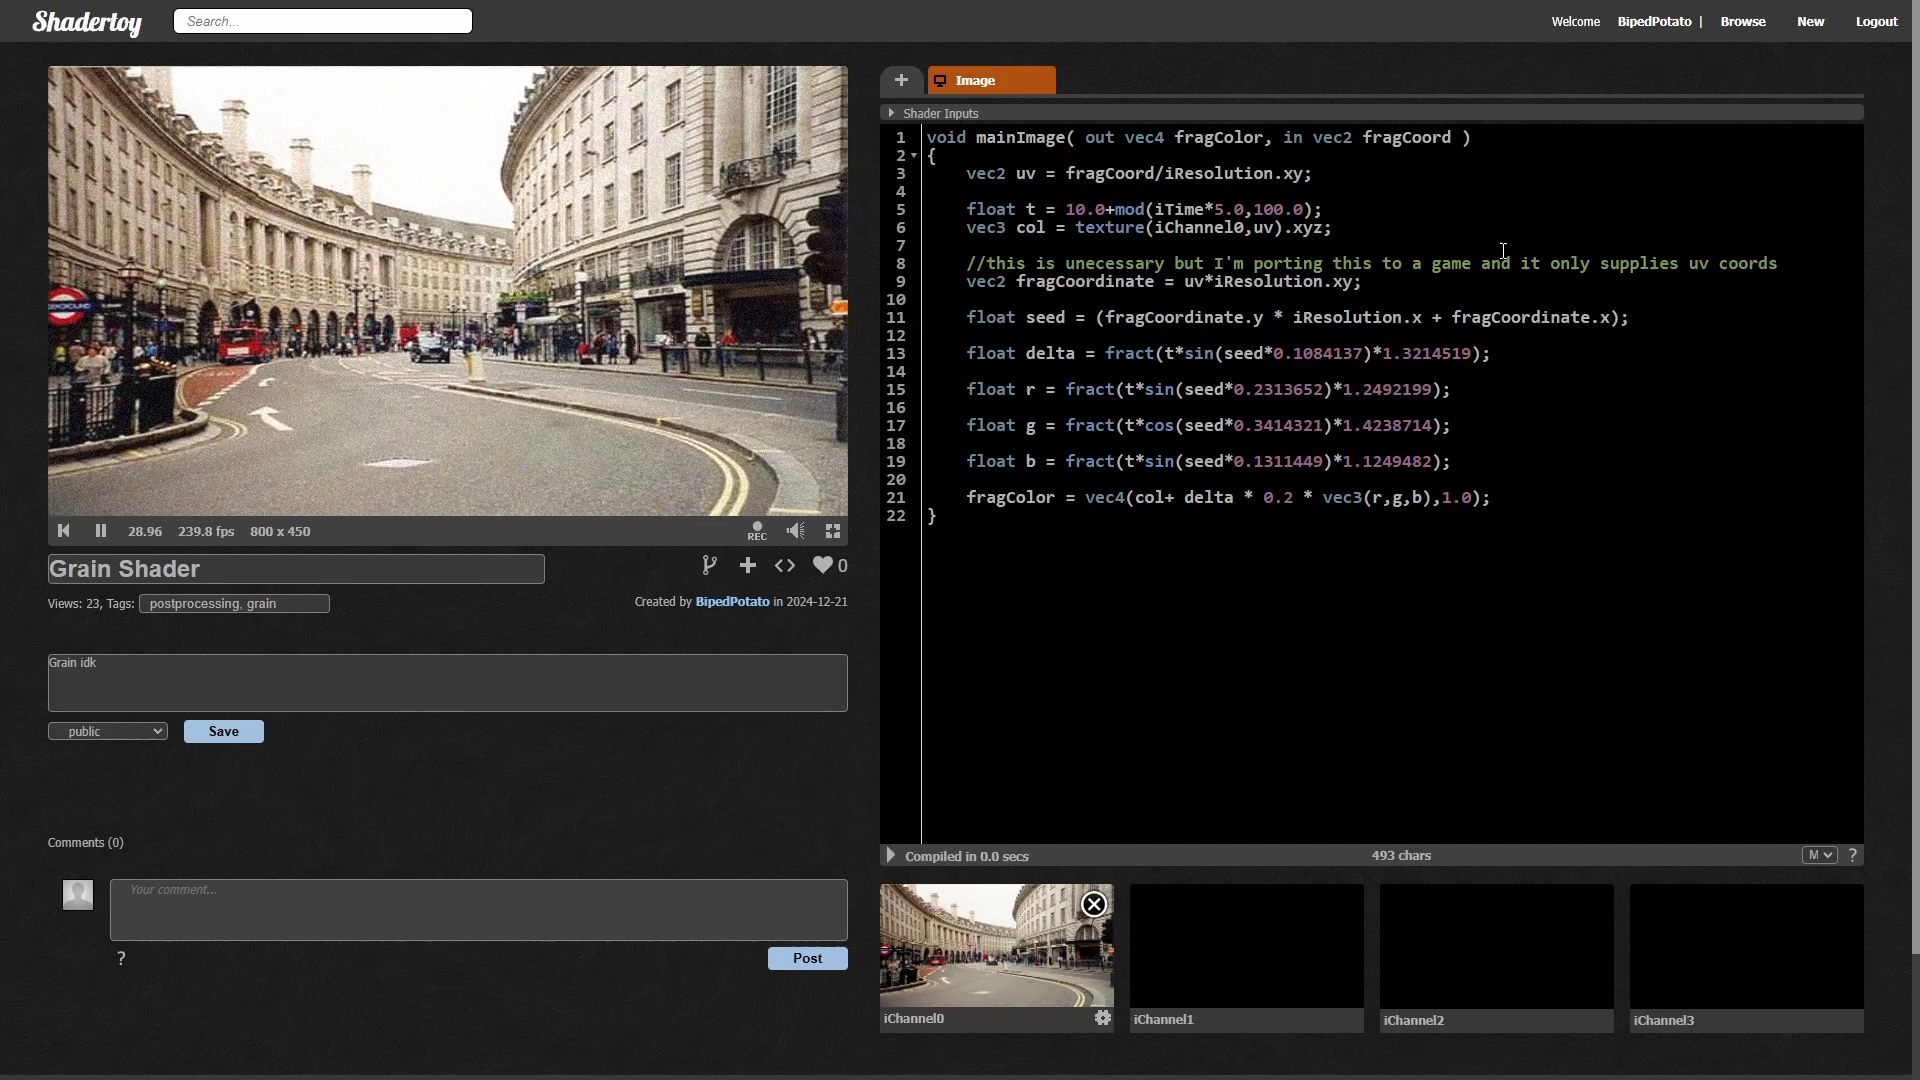 Shadertoy
Search...
Welcome BipedPotato | Browse New Logout
UNDERGROUND
28.96 239.8 fps 800 x 450
REC
Grain Shader
0
Views: 23, Tags: postprocessing, grain
Created by BipedPotato in 2024-12-21
Grain idk
public
Save
Comments (0)
Your comment...
?
Post
+ Image
Shader Inputs
1 void mainImage( out vec4 fragColor, in vec2 fragCoord )
2 {
3 vec2 uv = fragCoord/iResolution.xy;
4
5 float t = 10.0+mod(iTime*5.0,100.0);
6 vec3 col = texture(iChannel0,uv).xyz;
7
8 //this is unecessary but I'm porting this to a game and it only supplies uv coords
9 vec2 fragCoordinate = uv*iResolution.xy;
10
11 float seed = (fragCoordinate.y * iResolution.x + fragCoordinate.x);
12
13 float delta = fract(t*sin(seed*0.1084137)*1.3214519);
14
15 float r = fract(t*sin(seed*0.2313652)*1.2492199);
16
17 float g = fract(t*cos(seed*0.3414321)*1.4238714);
18
19 float b = fract(t*sin(seed*0.1311449)*1.1249482);
20
21 fragColor = vec4(col+ delta * 0.2 * vec3(r,g,b),1.0);
22 }
Compiled in 0.0 secs 493 chars M ?
iChannel0
iChannel1
iChannel2
iChannel3